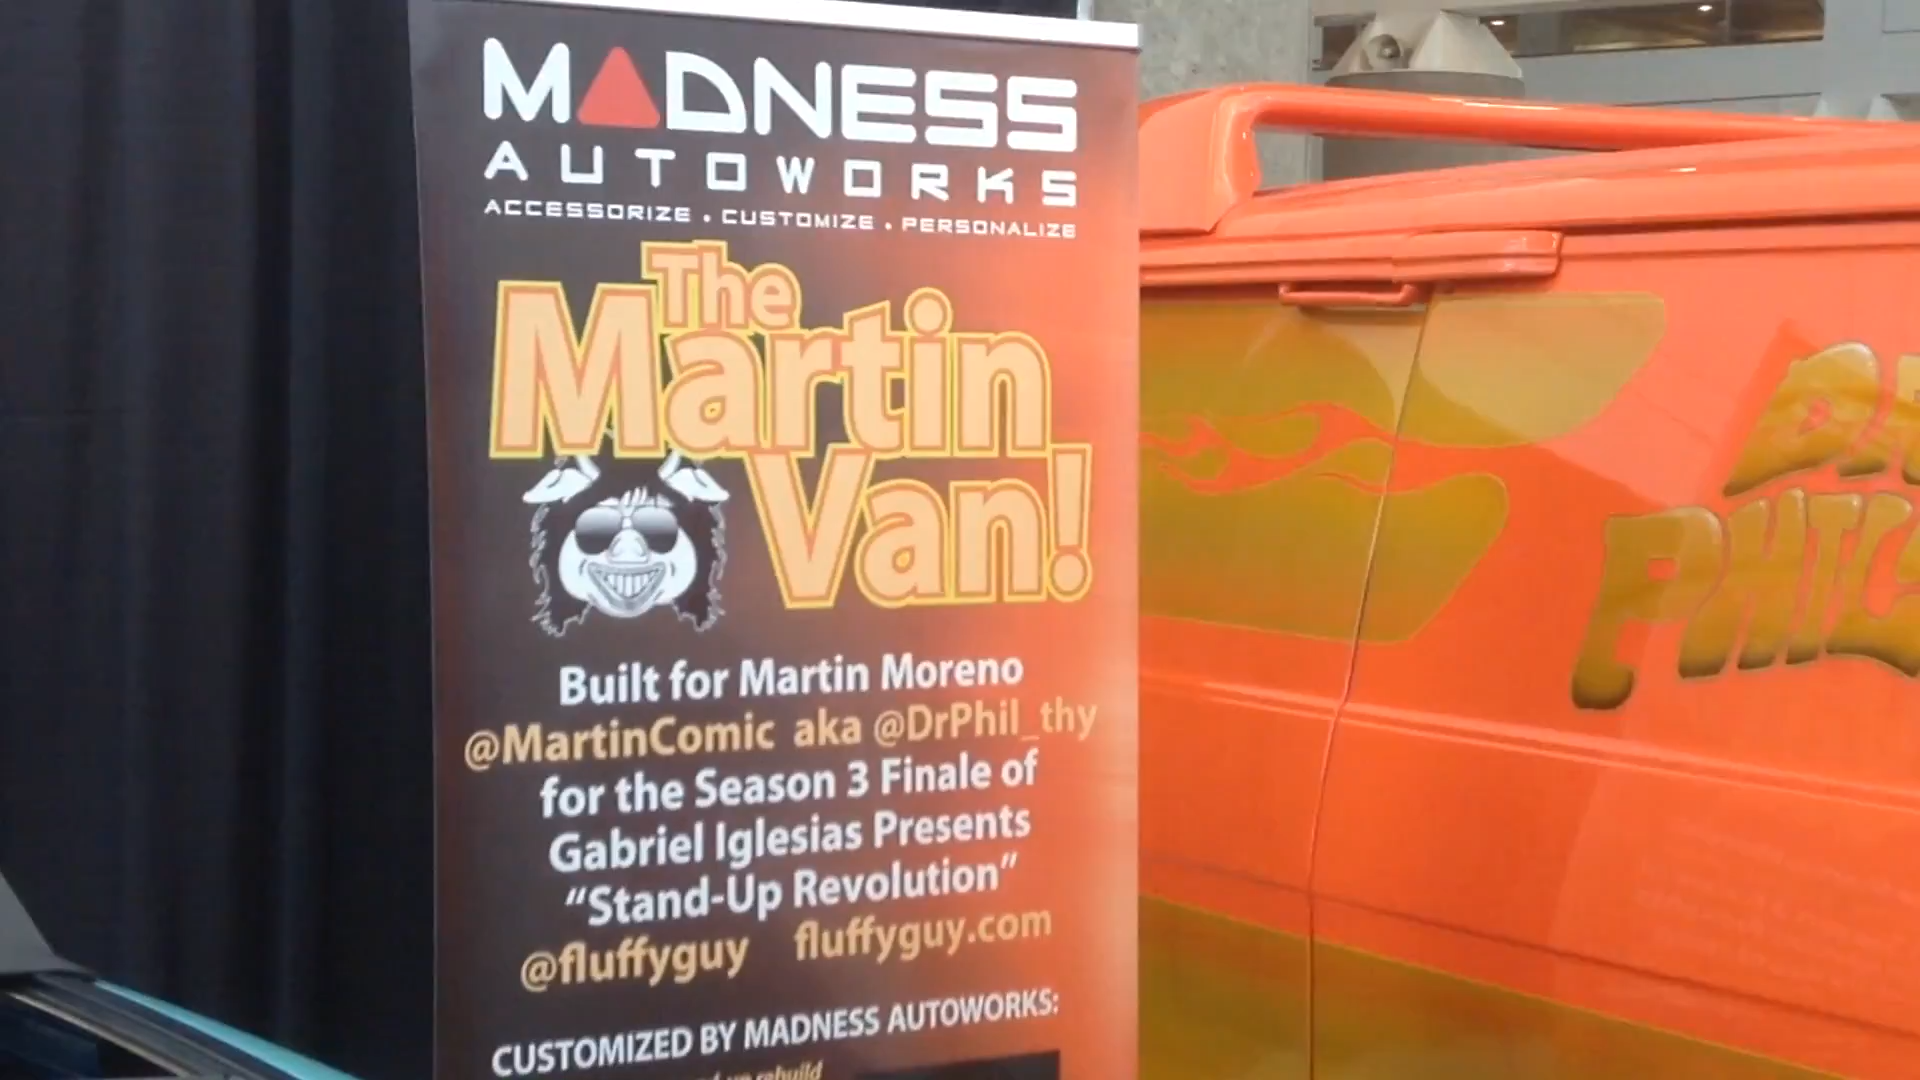 MADNESS
AUTOWORKS
ACCESSORIZE . CUSTOMIZE . PERSONALIZE
The
Martin
Van!
Built for Martin Moreno
@MartinComic aka @DrPhil_thy
for the Season 3 Finale of
Gabriel Iglesias Presents
“Stand-Up Revolution”
@fluffyguy fluffyguy.com
CUSTOMIZED BY MADNESS AUTOWORKS:
rebuild